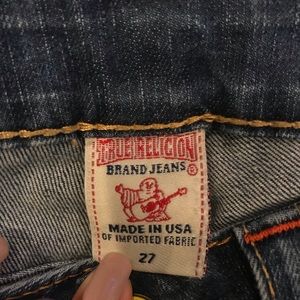 TRUE RELIGION
BRAND JEANS®
MADE IN USA
OF IMPORTED FABRIC
27